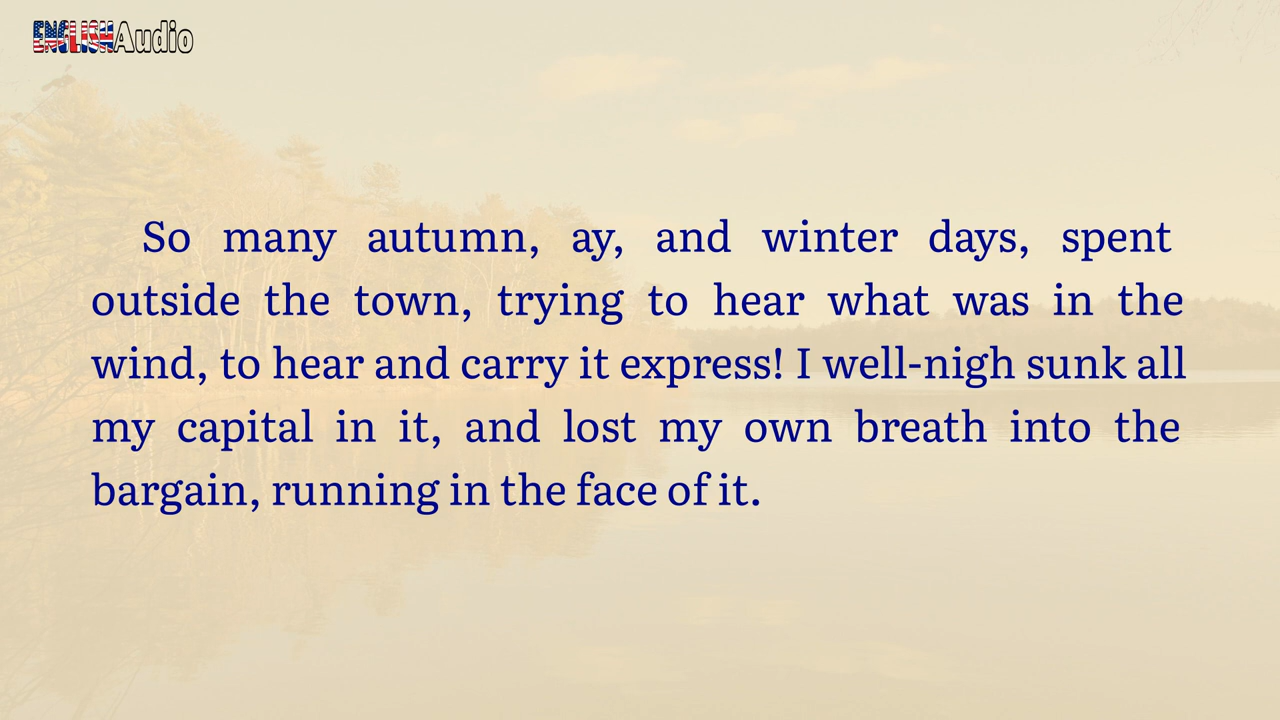 ENGLISHAudio
So many autumn, ay, and winter days, spent
outside the town, trying to hear what was in the
wind, to hear and carry it express! I well-nigh sunk all
my capital in it, and lost my own breath into the
bargain, running in the face of it.